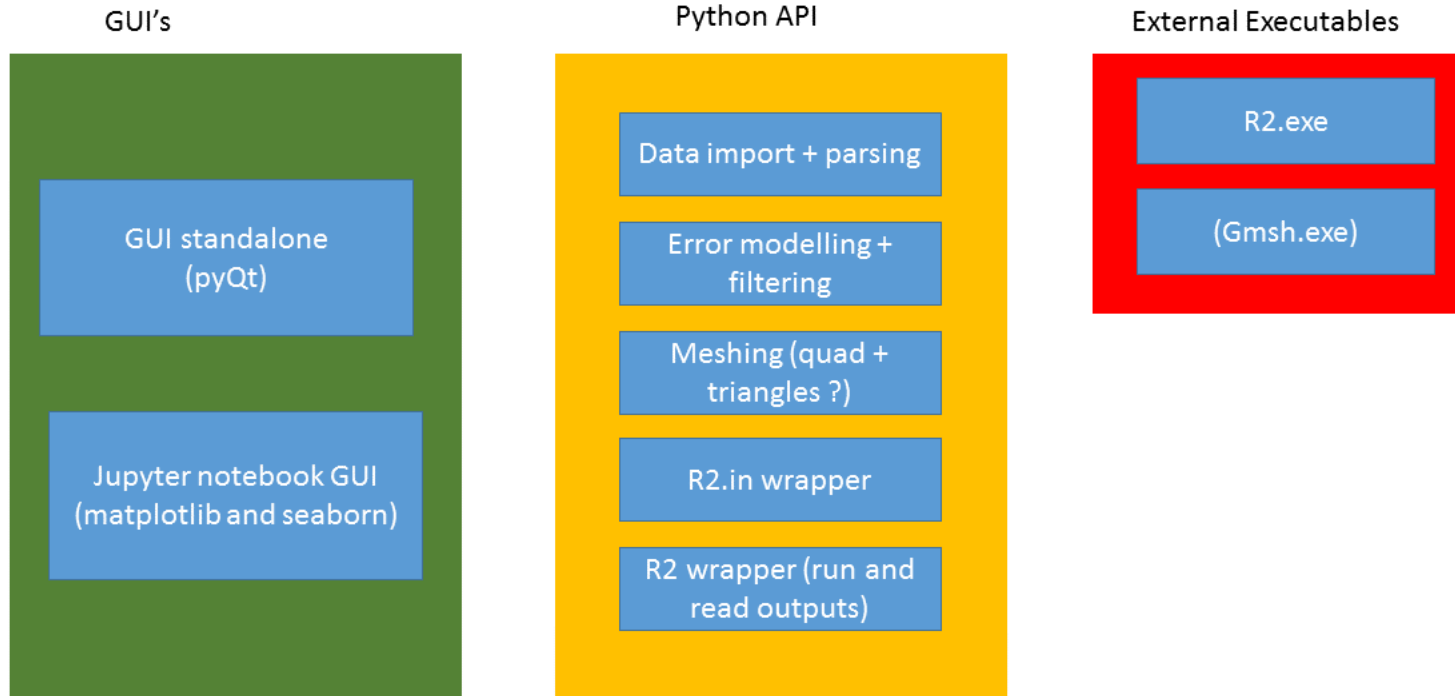 GUI's
GUI standalone
(pyQt)
Jupyter notebook GUI
(matplotlib and seaborn)
Python API
Data import + parsing
Error modelling +
filtering
Meshing (quad +
triangles ?)
R2.in wrapper
R2 wrapper (run and
read outputs)
External Executables
R2.exe
(Gmsh.exe)